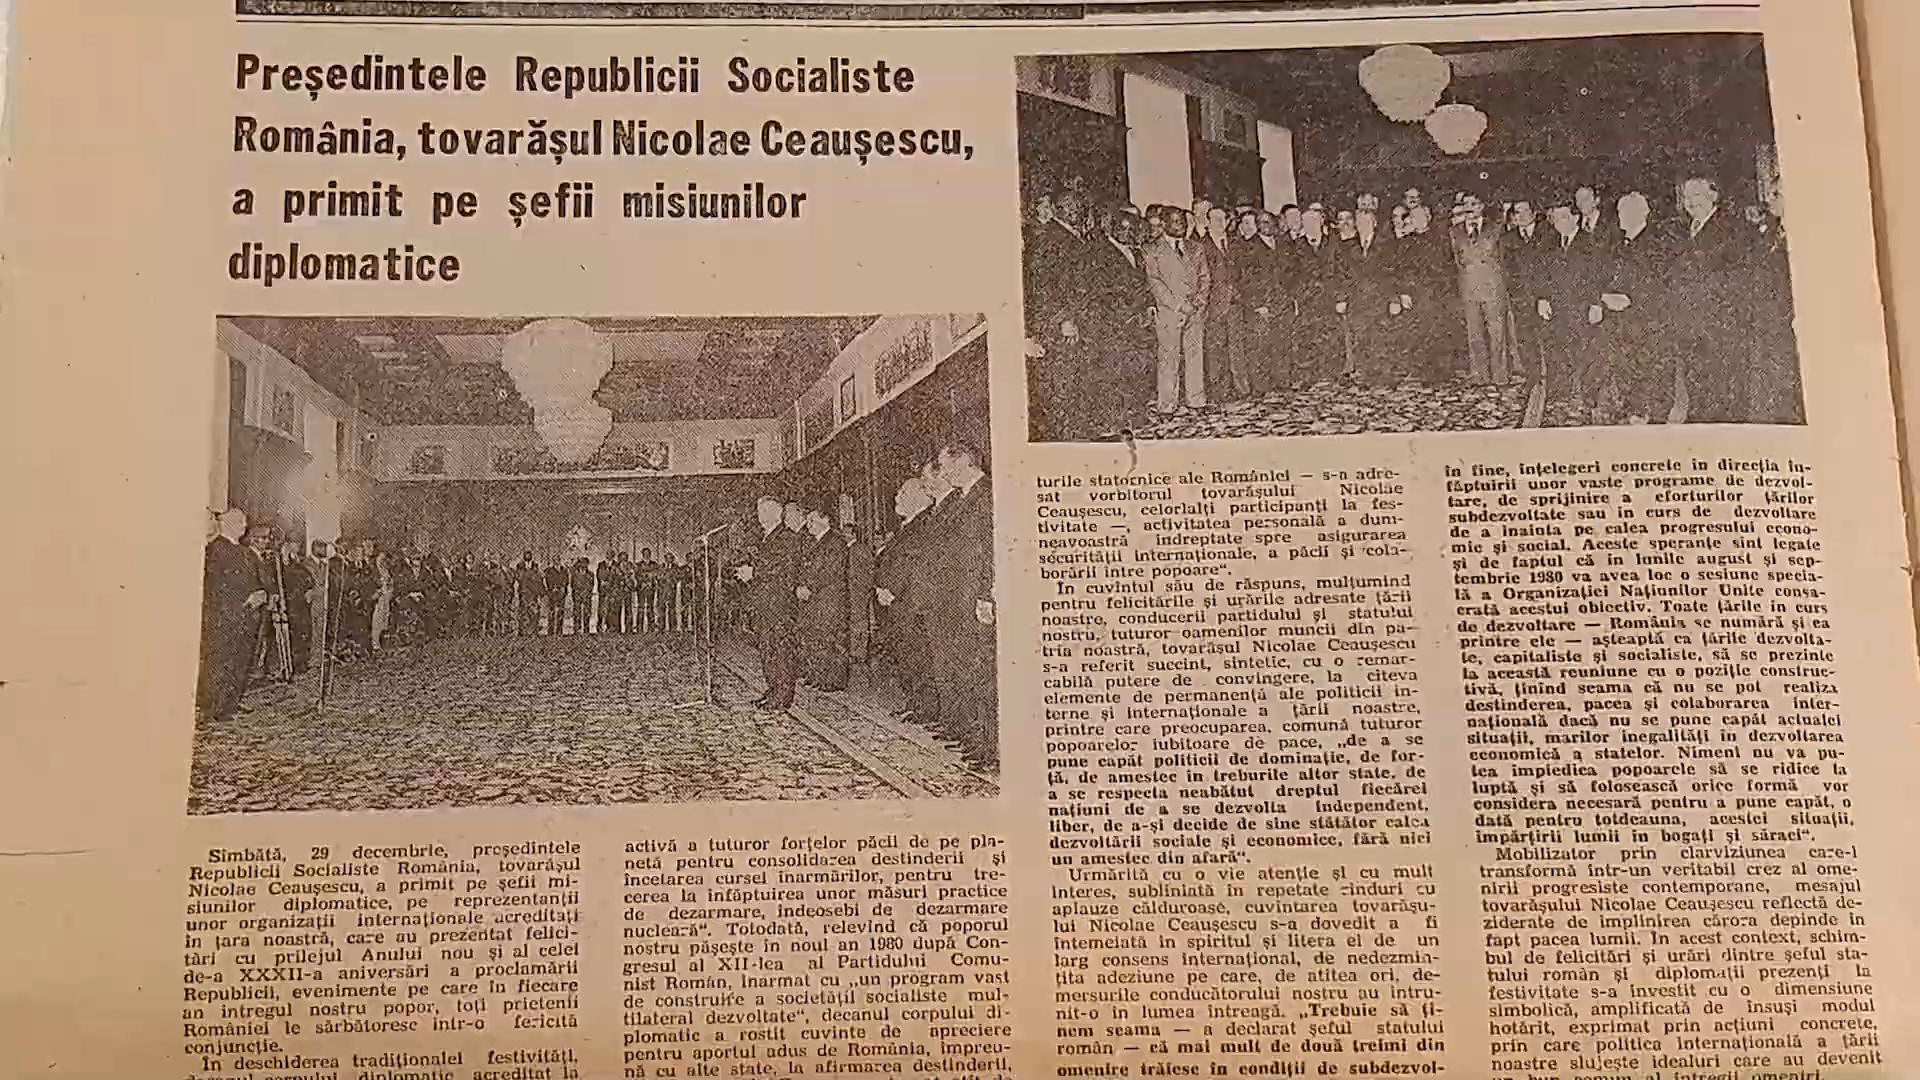 Președintele Republicii Socialiste
România, tovarășul Nicolae Ceaușescu,
a primit pe șefii misiunilor
diplomatice
Sîmbătă, 29 decembrie, președintele
Republicii Socialiste România, tovarășul
Nicolae Ceaușescu, a primit pe șefii mi-
siunilor diplomatice, pe reprezentanții
unor organizații internaționale acreditați
în țara noastră, care au prezentat felici-
tări cu prilejul Anului nou și al celei
de-a XXXII-a aniversări a proclamării
Republicii, evenimente pe care în fiecare
an întregul nostru popor, toți prietenii
României le sărbătoresc într-o fericită
conjuncție.
În deschiderea tradiționalei festivități,
decanul corpului diplomatic acreditat la
activă a tuturor forțelor păcii de pe pla-
netă pentru consolidarea destinderii și
încetarea cursei înarmărilor, pentru tre-
cerea la înfăptuirea unor măsuri practice
de dezarmare, îndeosebi de dezarmare
nucleară“. Totodată, relevînd că poporul
nostru pășește în noul an 1980 după Con-
gresul al XII-lea al Partidului Comu-
nist Român, înarmat cu „un program vast
de construire a societății socialiste mul-
tilateral dezvoltate“, decanul corpului di-
plomatic a rostit cuvinte de apreciere
pentru aportul adus de România, împreu-
nă cu alte state, la afirmarea destinderii,
turile statornice ale României — s-a adre-
sat vorbitorul tovarășului Nicolae
Ceaușescu, celorlalți participanți la fes-
tivitate —, activitatea personală a dum-
neavoastră îndreptate spre asigurarea
securității internaționale, a păcii și cola-
borării între popoare“.
În cuvîntul său de răspuns, mulțumind
pentru felicitările și urările adresate țării
noastre, conducerii partidului și statului
nostru, tuturor oamenilor muncii din pa-
tria noastră, tovarășul Nicolae Ceaușescu
s-a referit succint, sintetic, cu o remar-
cabilă putere de convingere, la cîteva
elemente de permanență ale politicii in-
terne și internaționale a țării noastre,
printre care preocuparea, comună tuturor
popoarelor iubitoare de pace, „de a se
pune capăt politicii de dominație, de for-
ță, de amestec în treburile altor state, de
a se respecta neabătut dreptul fiecărei
națiuni de a se dezvolta independent,
liber, de a-și decide de sine stătător calea
dezvoltării sociale și economice, fără nici
un amestec din afară“.
Urmărită cu o vie atenție și cu mult
interes, subliniată în repetate rînduri cu
aplauze călduroase, cuvîntarea tovarășu-
lui Nicolae Ceaușescu s-a dovedit a fi
întemeiată în spiritul și litera ei de un
larg consens internațional, de nedezmin-
țita adeziune pe care, de atîtea ori, de-
mersurile conducătorului nostru au întru-
nit-o în lumea întreagă. „Trebuie să ți-
nem seama — a declarat șeful statului
român — că mai mult de două treimi din
omenire trăiesc în condiții de subdezvol-
în fine, înțelegeri concrete în direcția în-
făptuirii unor vaste programe de dezvol-
tare, de sprijinire a eforturilor țărilor
subdezvoltate sau în curs de dezvoltare
de a înainta pe calea progresului econo-
mic și social. Aceste speranțe sînt legate
și de faptul că în lunile august și sep-
tembrie 1980 va avea loc o sesiune specia-
lă a Organizației Națiunilor Unite consa-
crată acestui obiectiv. Toate țările în curs
de dezvoltare — România se numără și ea
printre ele — așteaptă ca țările dezvolta-
te, capitaliste și socialiste, să se prezinte
la această reuniune cu o poziție construc-
tivă, ținînd seama că nu se pot realiza
destinderea, pacea și colaborarea inter-
națională dacă nu se pune capăt actualei
situații, marilor inegalități în dezvoltarea
economică a statelor. Nimeni nu va pu-
tea împiedica popoarele să se ridice la
luptă și să folosească orice formă vor
considera necesară pentru a pune capăt, o
dată pentru totdeauna, acestei situații,
împărțirii lumii în bogați și săraci“.
Mobilizator prin clarviziunea care-l
transformă într-un veritabil crez al ome-
nirii progresiste contemporane, mesajul
tovarășului Nicolae Ceaușescu reflectă de-
ziderate de împlinirea cărora depinde în
fapt pacea lumii. În acest context, schim-
bul de felicitări și urări dintre șeful sta-
tului român și diplomații prezenți la
festivitate s-a investit cu o dimensiune
simbolică, amplificată de însuși modul
hotărît, exprimat prin acțiuni concrete,
prin care politica internațională a țării
noastre slujește idealuri care au devenit
al întregii omeniri.